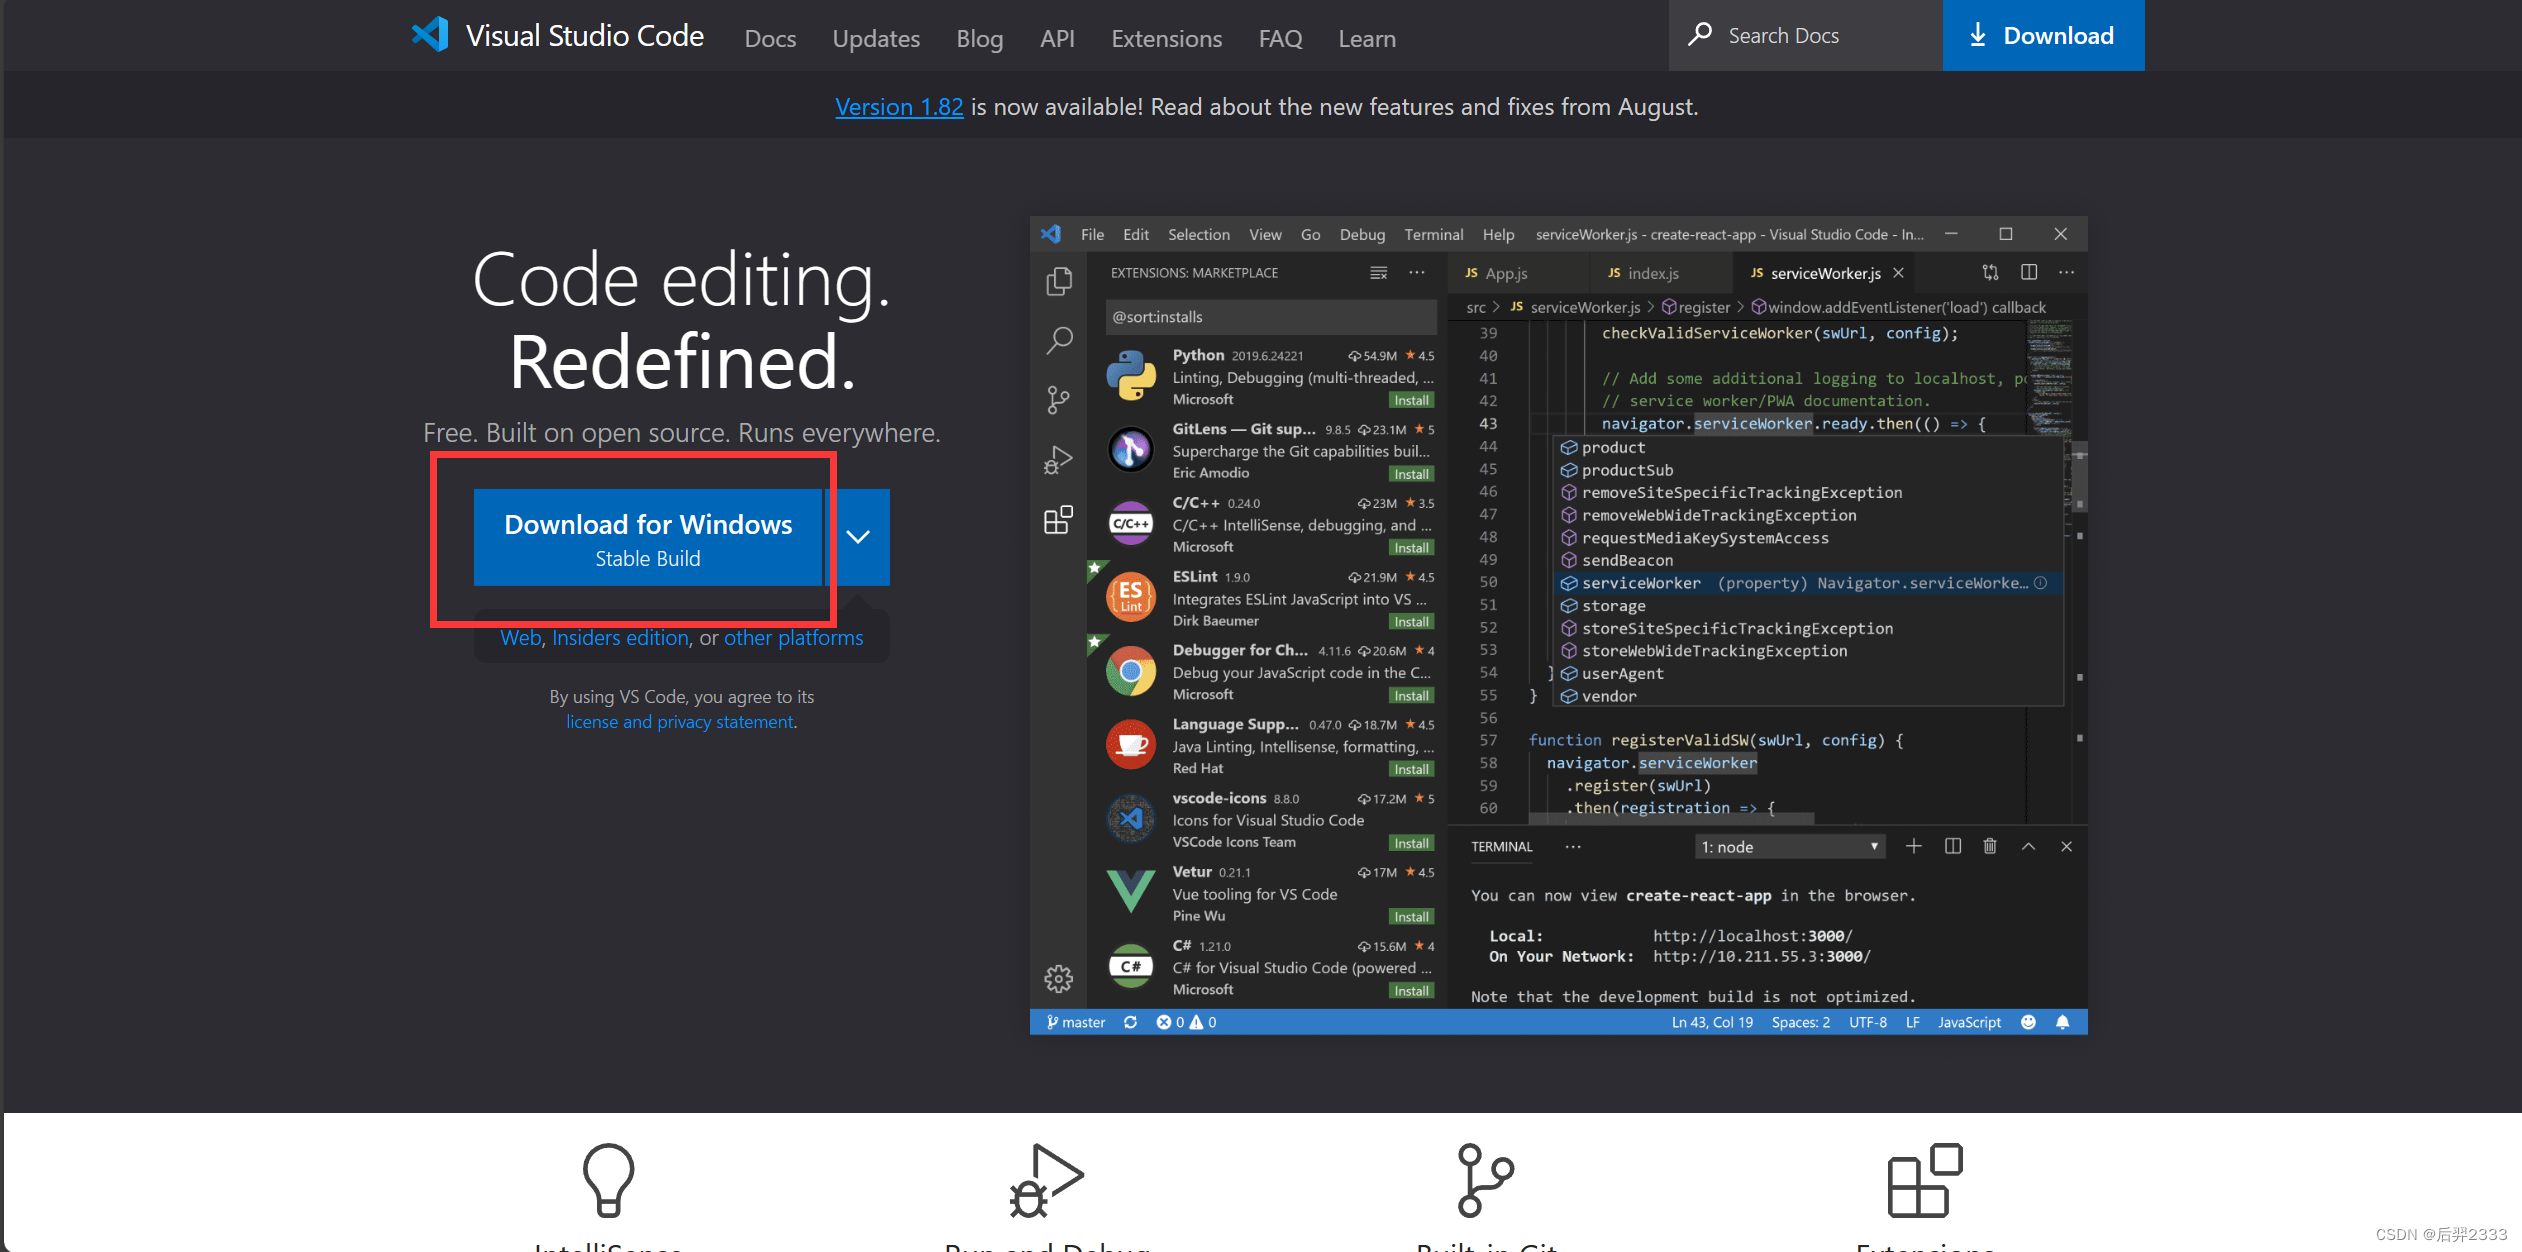 Visual Studio Code Docs Updates Blog API Extensions FAQ Learn Search Docs Download
Version 1.82 is now available! Read about the new features and fixes from August.
Code editing.
Redefined.
Free. Built on open source. Runs everywhere.
Download for Windows
Stable Build
Web, Insiders edition, or other platforms
By using VS Code, you agree to its
license and privacy statement.
File Edit Selection View Go Debug Terminal Help serviceWorker.js - create-react-app - Visual Studio Code - In...
EXTENSIONS: MARKETPLACE
@sort:installs
Python 2019.6.24221 54.9M 4.5
Linting, Debugging (multi-threaded, ...
Microsoft Install
GitLens — Git sup... 9.8.5 23.1M 5
Supercharge the Git capabilities buil...
Eric Amodio Install
C/C++
C/C++ 0.24.0 23M 3.5
C/C++ IntelliSense, debugging, and ...
Microsoft Install
ES
Lint
ESLint 1.9.0 21.9M 4.5
Integrates ESLint JavaScript into VS ...
Dirk Baeumer Install
Debugger for Ch... 4.11.6 20.6M 4
Debug your JavaScript code in the C...
Microsoft Install
Language Supp... 0.47.0 18.7M 4.5
Java Linting, Intellisense, formatting, ...
Red Hat Install
vscode-icons 8.8.0 17.2M 5
Icons for Visual Studio Code
VSCode Icons Team Install
Vetur 0.21.1 17M 4.5
Vue tooling for VS Code
Pine Wu Install
C#
C# 1.21.0 15.6M 4
C# for Visual Studio Code (powered ...
Microsoft Install
JS App.js JS index.js JS serviceWorker.js
src > JS serviceWorker.js > register > window.addEventListener('load') callback
39 checkValidServiceWorker(swUrl, config);
40
41 // Add some additional logging to localhost, p
42 // service worker/PWA documentation.
43 navigator.serviceWorker.ready.then(() => {
44 product
45 productSub
46 removeSiteSpecificTrackingException
47 removeWebWideTrackingException
48 requestMediaKeySystemAccess
49 sendBeacon
50 serviceWorker (property) Navigator.serviceWorke...
51 storage
52 storeSiteSpecificTrackingException
53 storeWebWideTrackingException
54 } userAgent
55 } vendor
56
57 function registerValidSW(swUrl, config) {
58 navigator.serviceWorker
59 .register(swUrl)
60 .then(registration => {
TERMINAL ... 1: node
You can now view create-react-app in the browser.
Local: http://localhost:3000/
On Your Network: http://10.211.55.3:3000/
Note that the development build is not optimized.
master 0 0 Ln 43, Col 19 Spaces: 2 UTF-8 LF JavaScript
IntelliSense Run and Debug Built-in Git Extensions
CSDN @后羿2333